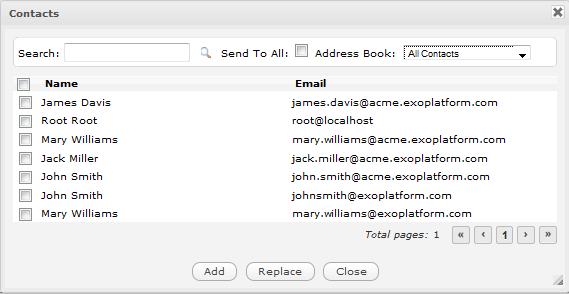 Contacts
Search: Send To All: Address Book: All Contacts
Name Email
James Davis james.davis@acme.exoplatform.com
Root Root root@localhost
Mary Williams mary.williams@acme.exoplatform.com
Jack Miller jack.miller@acme.exoplatform.com
John Smith john.smith@acme.exoplatform.com
John Smith johnsmith@exoplatform.com
Mary Williams mary.williams@exoplatform.com
Total pages: 1 « ‹ 1 › »
Add Replace Close